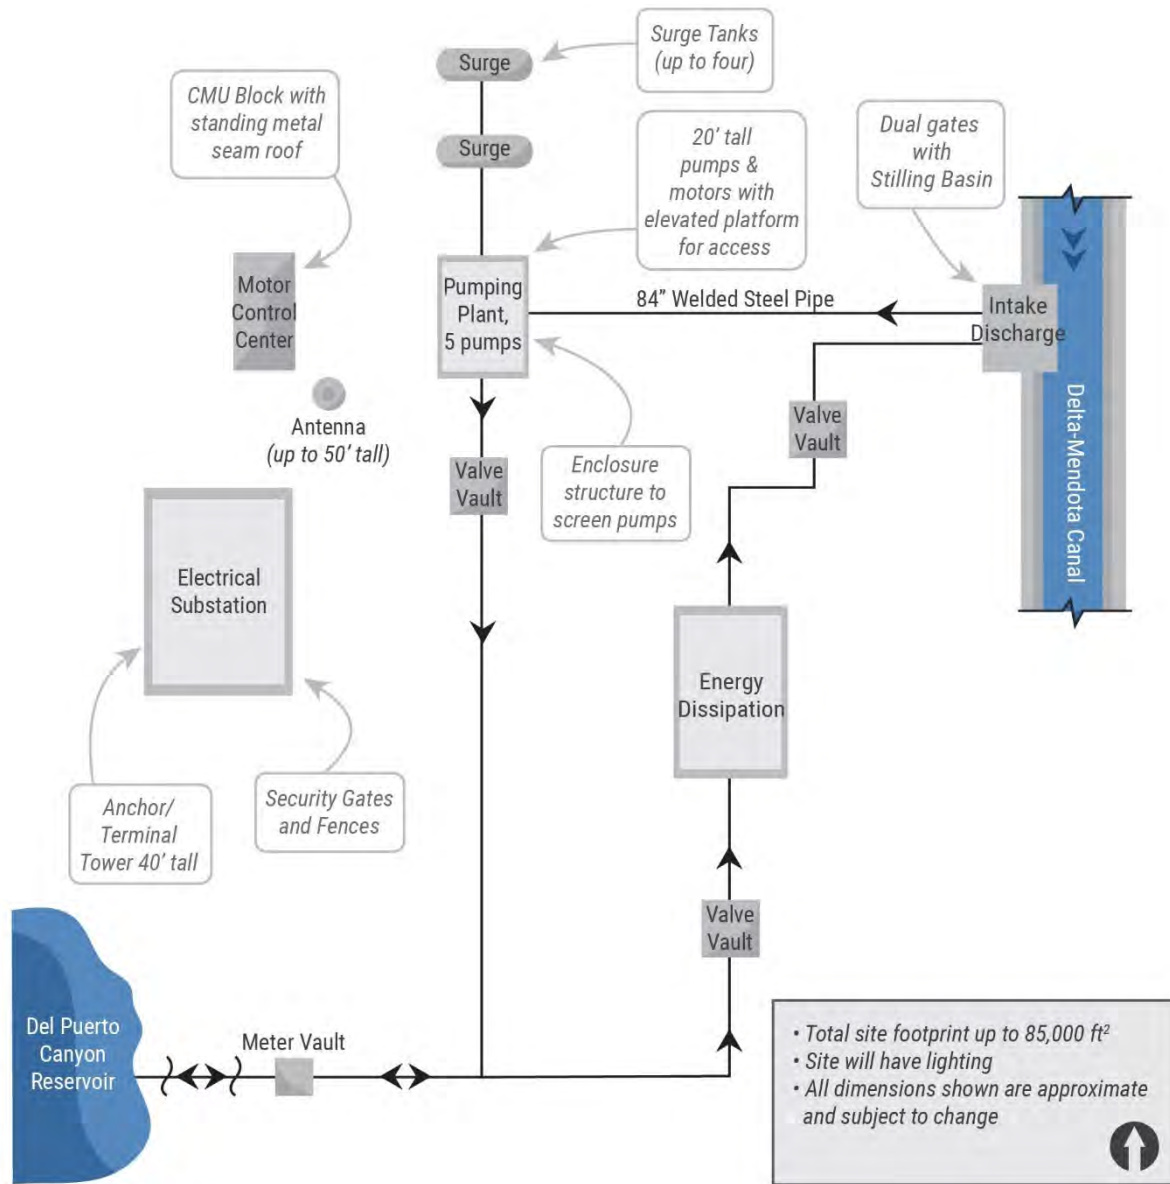 Surge Tanks
(up to four)
Surge
CMU Block with
standing metal
seam roof
Surge
20’ tall
pumps &
motors with
elevated platform
for access
Dual gates
with
Stilling Basin
Motor
Control
Center
Pumping
Plant,
5 pumps
84” Welded Steel Pipe
Intake
Discharge
Delta-Mendota Canal
Antenna
(up to 50’ tall)
Valve
Vault
Valve
Vault
Enclosure
structure to
screen pumps
Electrical
Substation
Energy
Dissipation
Anchor/
Terminal
Tower 40’ tall
Security Gates
and Fences
Valve
Vault
Del Puerto
Canyon
Reservoir
Meter Vault
• Total site footprint up to 85,000 ft²
• Site will have lighting
• All dimensions shown are approximate
and subject to change